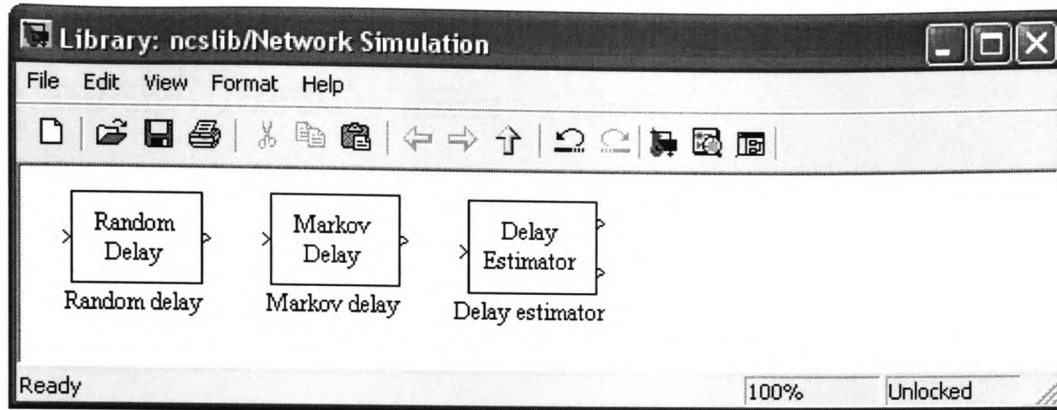 Library: ncslib/Network Simulation
File Edit View Format Help
Random
Delay
Random delay
Markov
Delay
Markov delay
Delay
Estimator
Delay estimator
Ready 100% Unlocked